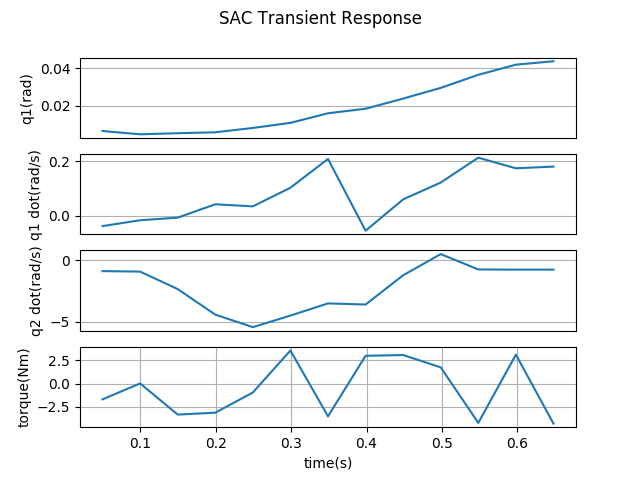 SAC Transient Response
q1(rad)
0.04
0.02
q1 dot(rad/s)
0.2
0.0
q2 dot(rad/s)
0
−5
torque(Nm)
2.5
0.0
−2.5
0.1 0.2 0.3 0.4 0.5 0.6
time(s)